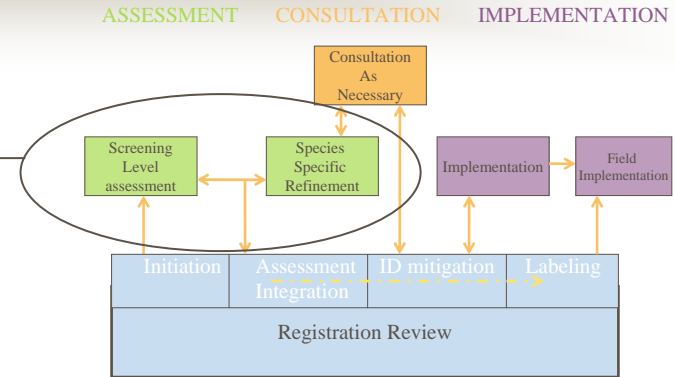 ASSESSMENT CONSULTATION IMPLEMENTATION
Consultation
As
Necessary
Screening
Level
assessment
Species
Specific
Refinement
Implementation
Field
Implementation
Initiation
Assessment
Integration
ID mitigation
Labeling
Registration Review